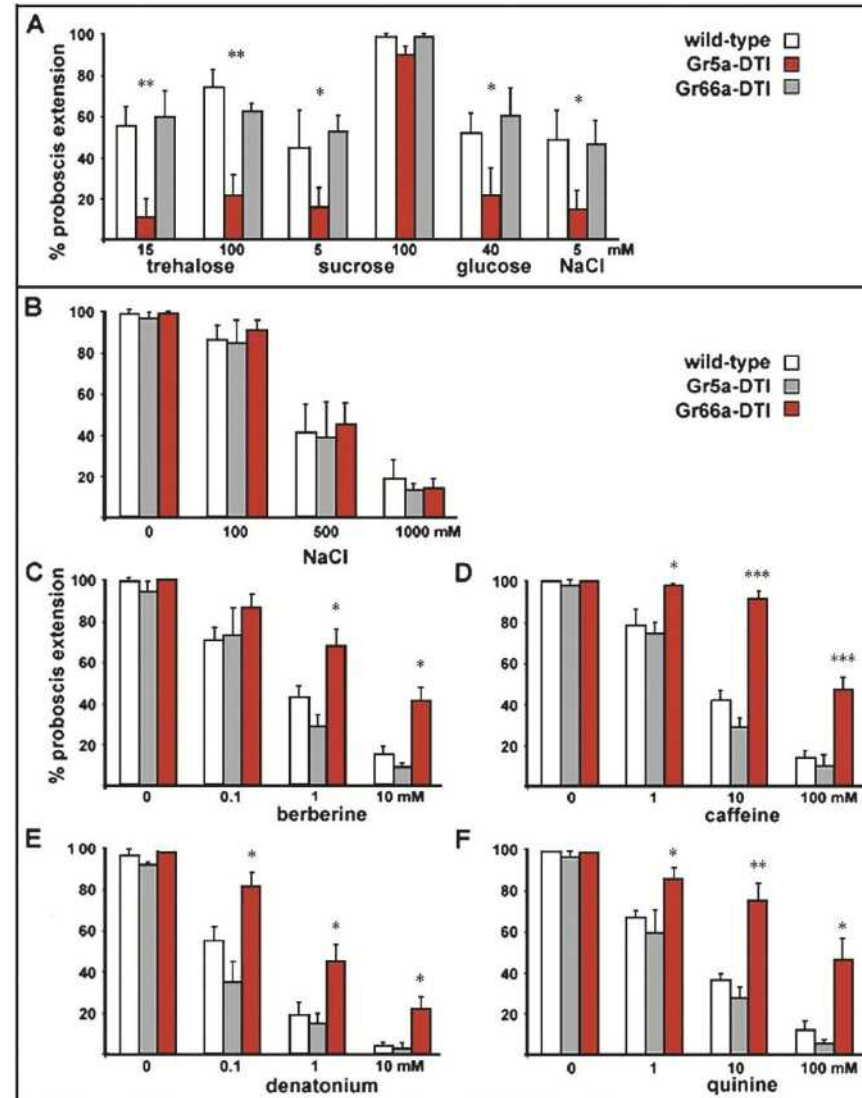 A
% proboscis extension
100
80
60
40
20
** ** * * *
15 100 5 100 40 5 mM
trehalose sucrose glucose NaCl
wild-type
Gr5a-DTI
Gr66a-DTI
B
100
80
60
40
20
0 100 500 1000 mM
NaCl
wild-type
Gr5a-DTI
Gr66a-DTI
% proboscis extension
C
100
80
60
40
20
* *
0 0.1 1 10 mM
berberine
D
100
80
60
40
20
* *** ***
0 1 10 100 mM
caffeine
E
1 00
80
60
40
20
* * *
0 0.1 1 10 mM
denatonium
F
100
80
60
40
20
* ** *
0 1 10 100 mM
quinine